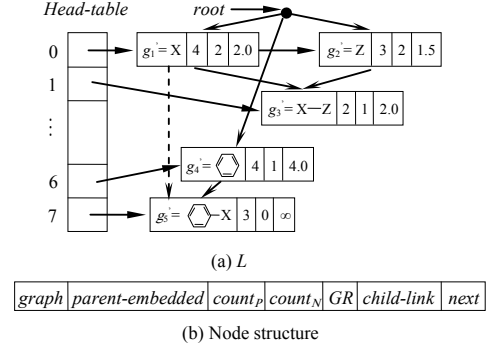 Head-table root
0 g₁' = X 4 2 2.0 g₂' = Z 3 2 1.5
1 g₃' = X—Z 2 1 2.0
⋮
6 g₄' = 4 1 4.0
7 g₅' = —X 3 0 ∞
(a) L
graph parent-embedded count_P count_N GR child-link next
(b) Node structure